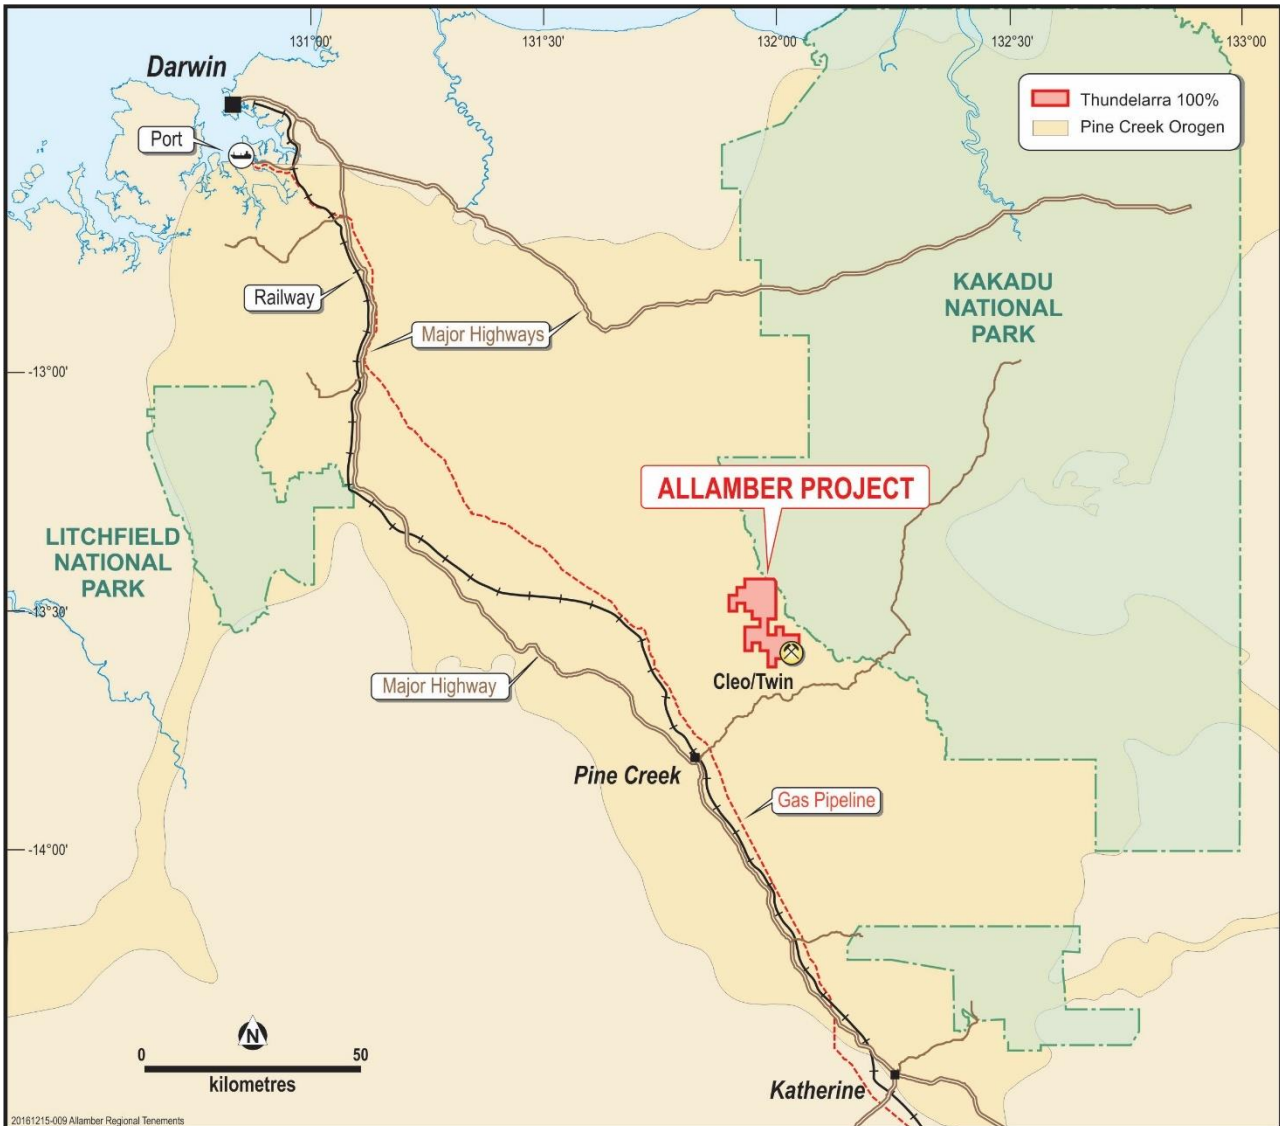 131°00'
131°30'
132°00'
132°30'
133°00'
Darwin
Thundelarra 100%
Pine Creek Orogen
Port
KAKADU
NATIONAL
PARK
Railway
Major Highways
-13°00'
ALLAMBER PROJECT
LITCHFIELD
NATIONAL
PARK
-13°30'
Cleo/Twin
Major Highway
Pine Creek
Gas Pipeline
-14°00'
N
0
50
kilometres
Katherine
20161215-009 Allamber Regional Tenements